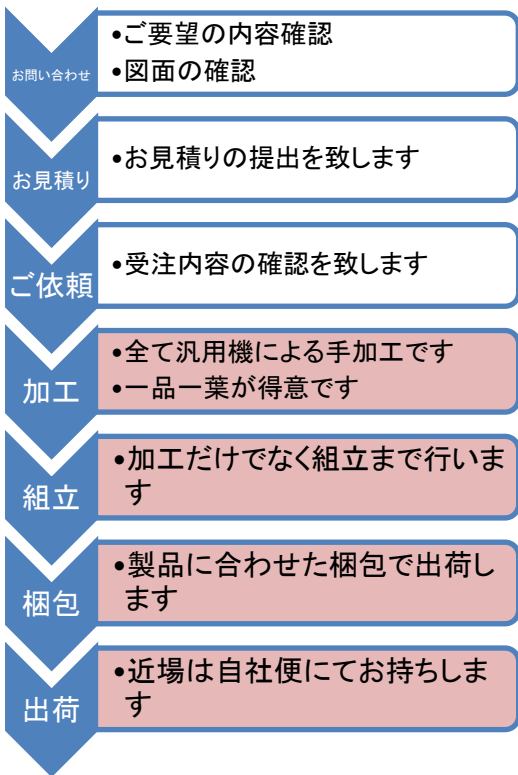 お問い合わせ
•ご要望の内容確認
•図面の確認
お見積り
•お見積りの提出を致します
ご依頼
•受注内容の確認を致します
加工
•全て汎用機による手加工です
•一品一葉が得意です
組立
•加工だけでなく組立まで行いま
す
梱包
•製品に合わせた梱包で出荷し
ます
出荷
•近場は自社便にてお持ちしま
す